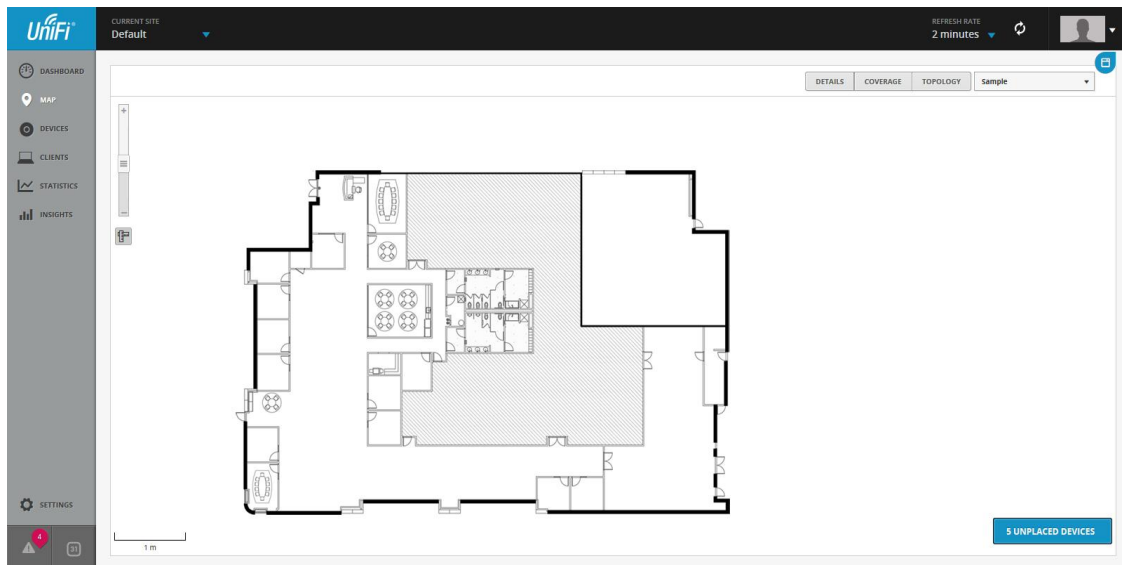 UniFi
CURRENT SITE
Default
REFRESH RATE
2 minutes
DASHBOARD
MAP
DEVICES
CLIENTS
STATISTICS
INSIGHTS
SETTINGS
4
31
DETAILS
COVERAGE
TOPOLOGY
Sample
+
−
1 m
5 UNPLACED DEVICES